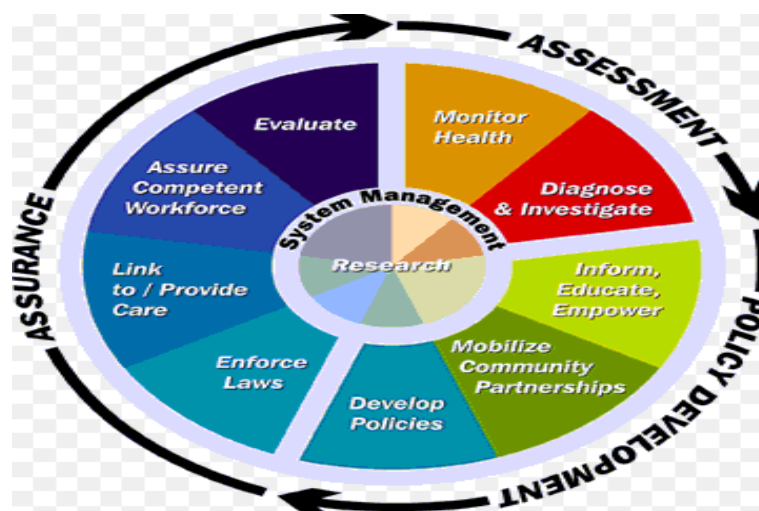 ASSESSMENT
POLICY DEVELOPMENT
ASSURANCE
Monitor
Health
Diagnose
& Investigate
Inform,
Educate,
Empower
Mobilize
Community
Partnerships
Develop
Policies
Enforce
Laws
Link
to / Provide
Care
Assure
Competent
Workforce
Evaluate
System Management
Research